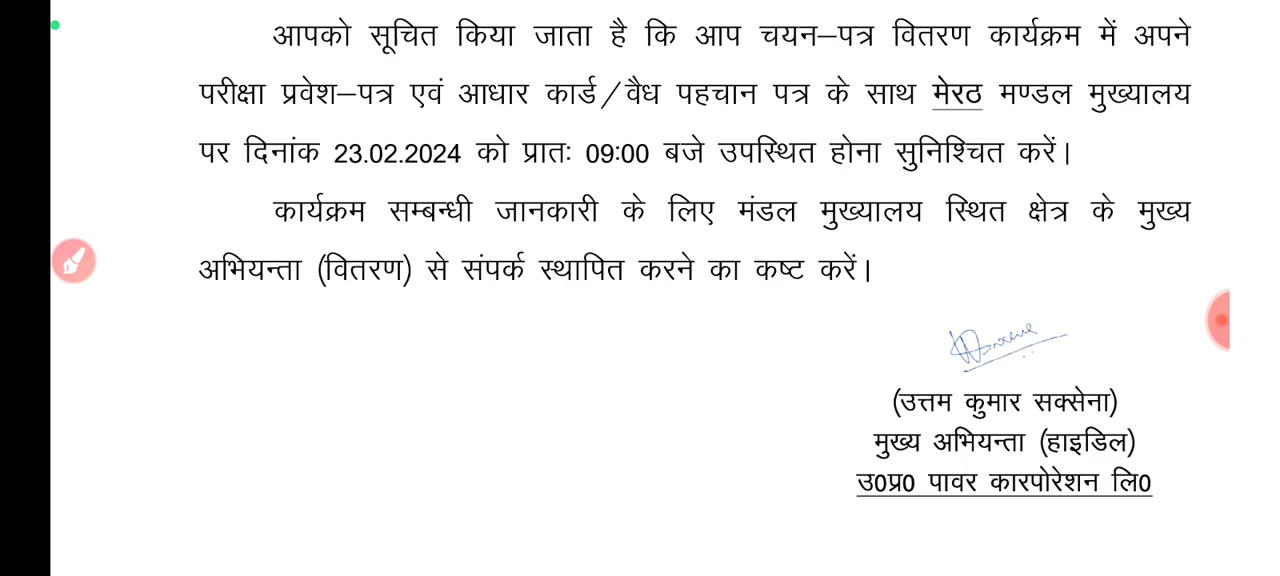 आपको सूचित किया जाता है कि आप चयन–पत्र वितरण कार्यक्रम में अपने
परीक्षा प्रवेश–पत्र एवं आधार कार्ड/वैध पहचान पत्र के साथ मेरठ मण्डल मुख्यालय
पर दिनांक 23.02.2024 को प्रातः 09:00 बजे उपस्थित होना सुनिश्चित करें।
कार्यक्रम सम्बन्धी जानकारी के लिए मंडल मुख्यालय स्थित क्षेत्र के मुख्य
अभियन्ता (वितरण) से संपर्क स्थापित करने का कष्ट करें।
(उत्तम कुमार सक्सेना)
मुख्य अभियन्ता (हाइडिल)
उ0प्र0 पावर कारपोरेशन लि0